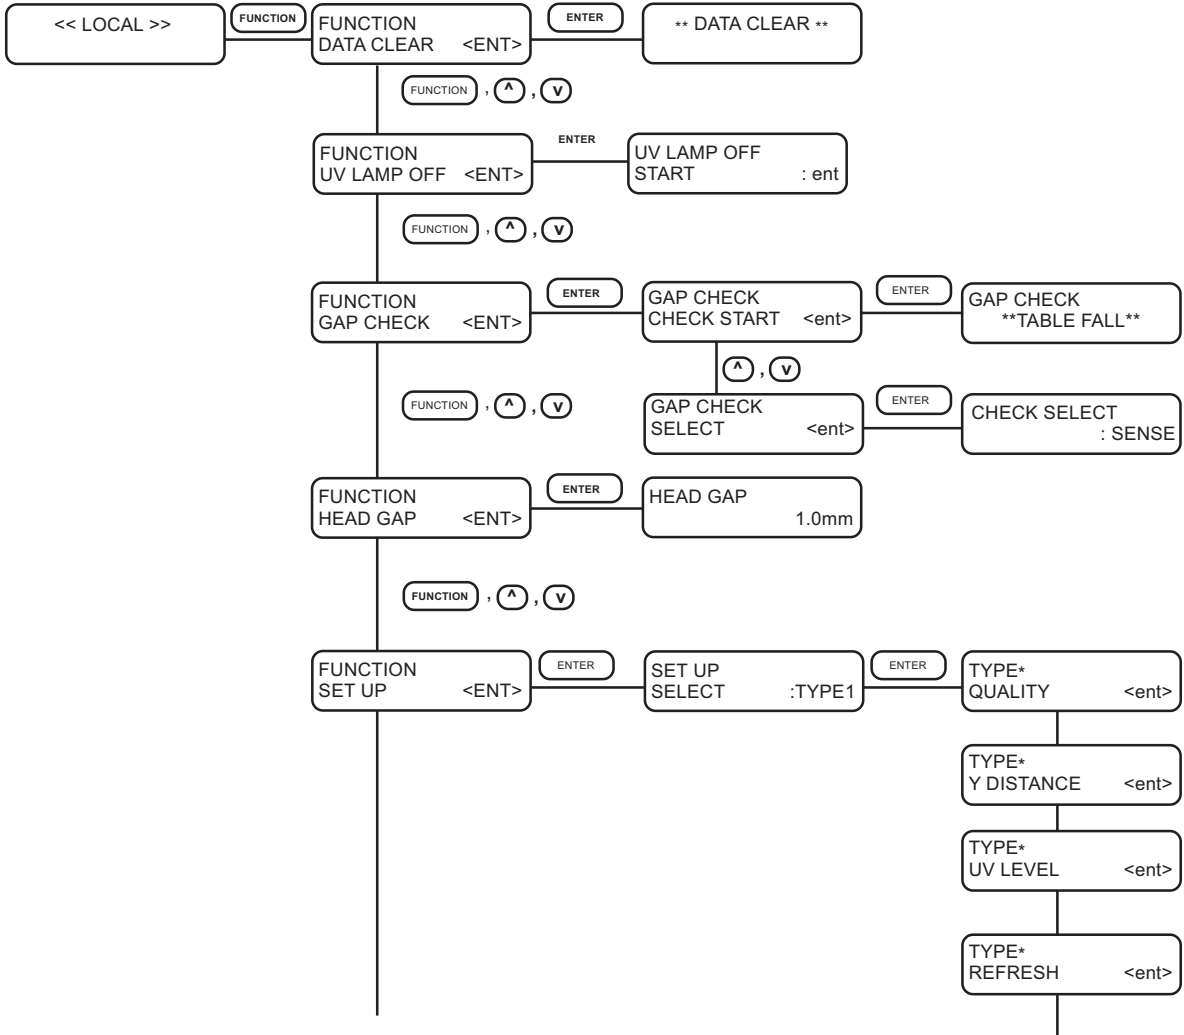 << LOCAL >>
FUNCTION
FUNCTION
DATA CLEAR <ENT>
ENTER
** DATA CLEAR **
FUNCTION , ^ , v
FUNCTION
UV LAMP OFF <ENT>
ENTER
UV LAMP OFF
START : ent
FUNCTION , ^ , v
FUNCTION
GAP CHECK <ENT>
ENTER
GAP CHECK
CHECK START <ent>
ENTER
GAP CHECK
**TABLE FALL**
^ , v
FUNCTION , ^ , v
GAP CHECK
SELECT <ent>
ENTER
CHECK SELECT
: SENSE
FUNCTION
HEAD GAP <ENT>
ENTER
HEAD GAP
1.0mm
FUNCTION , ^ , v
FUNCTION
SET UP <ENT>
ENTER
SET UP
SELECT :TYPE1
ENTER
TYPE*
QUALITY <ent>
TYPE*
Y DISTANCE <ent>
TYPE*
UV LEVEL <ent>
TYPE*
REFRESH <ent>